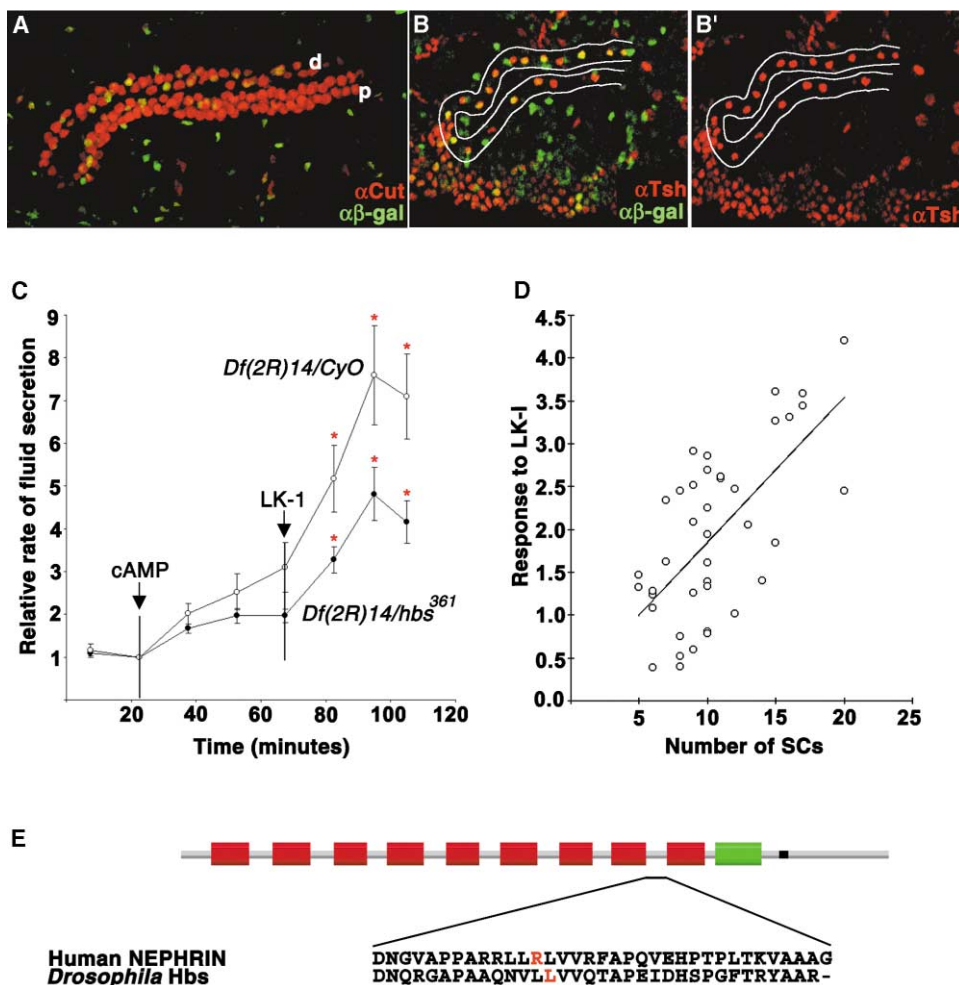 A
d
p
αCut
αβ-gal
B
αTsh
αβ-gal
B'
αTsh
C
9
8
7
6
5
4
3
2
1
Relative rate of fluid secretion
Df(2R)14/CyO
LK-1
cAMP
Df(2R)14/hbs361
* * * * * *
20 40 60 80 100 120
Time (minutes)
D
4.5
4.0
3.5
3.0
2.5
2.0
1.5
1.0
0.5
0.0
Response to LK-I
5 10 15 20 25
Number of SCs
E
Human NEPHRIN DNGVAPPARRLLRLVVRFAPQVEHPTPLTKVAAAG
Drosophila Hbs DNQRGAPAAQNVLLVVQTAPEIDHSPGFTRYAAR-